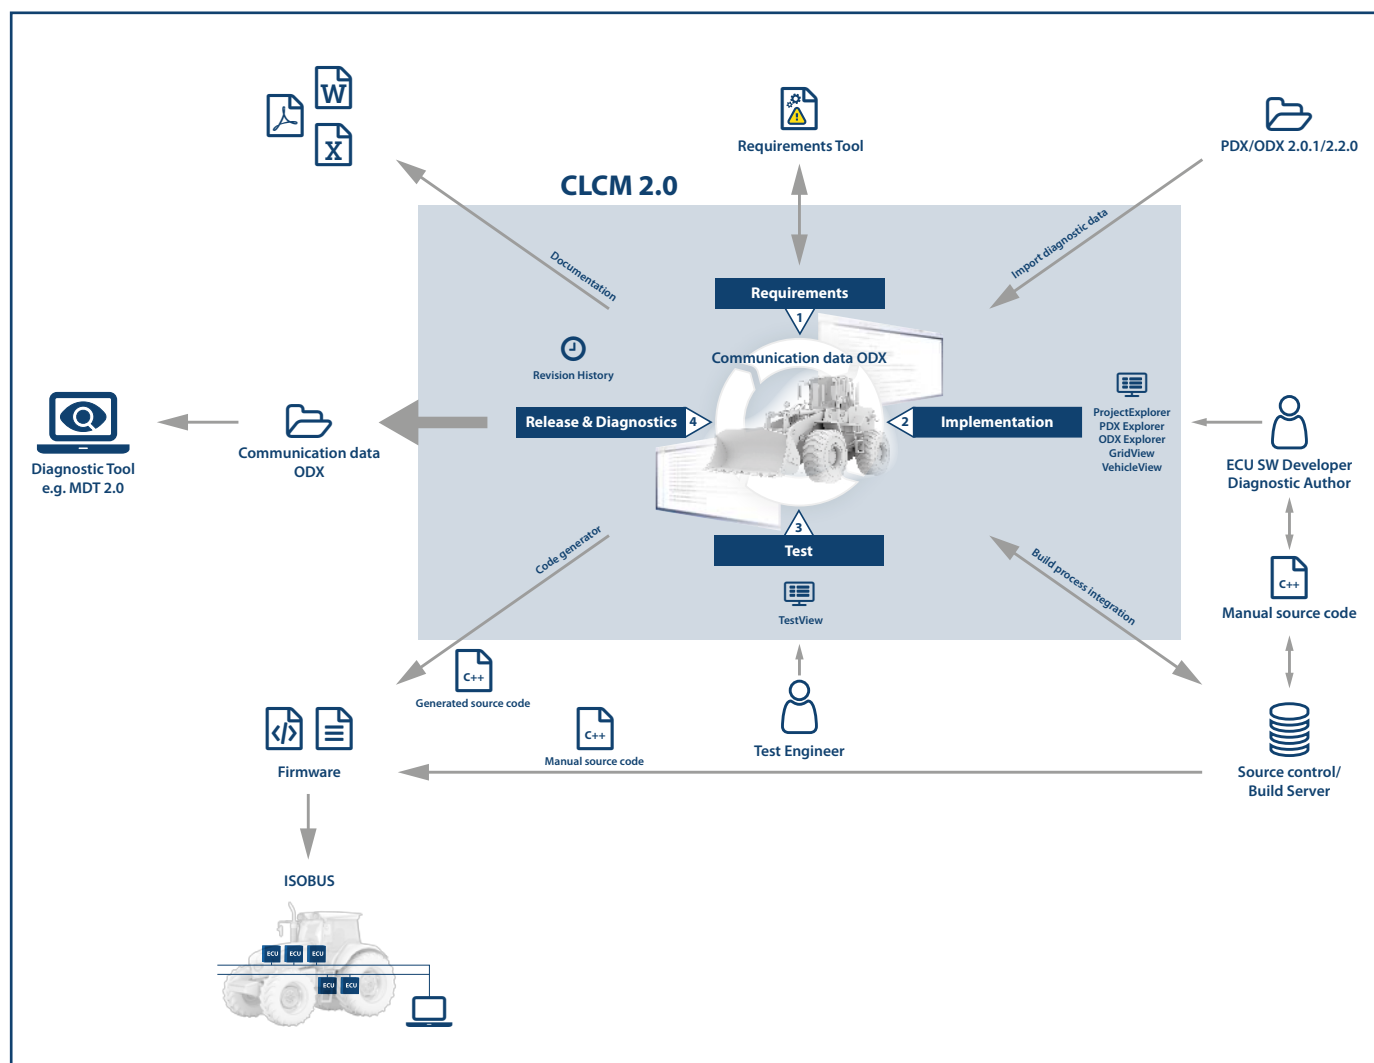 W
X
Requirements Tool
PDX/ODX 2.0.1/2.2.0
CLCM 2.0
Documentation
Import diagnostic data
Requirements
1
Communication data ODX
Revision History
Release & Diagnostics
4
2
Implementation
ProjectExplorer
PDX Explorer
ODX Explorer
GridView
VehicleView
Diagnostic Tool
e.g. MDT 2.0
Communication data
ODX
ECU SW Developer
Diagnostic Author
3
Test
TestView
Code generator
Build process integration
C++
Manual source code
C++
Generated source code
C++
Manual source code
Test Engineer
Firmware
Source control/
Build Server
ISOBUS
ECU
ECU
ECU
ECU
ECU